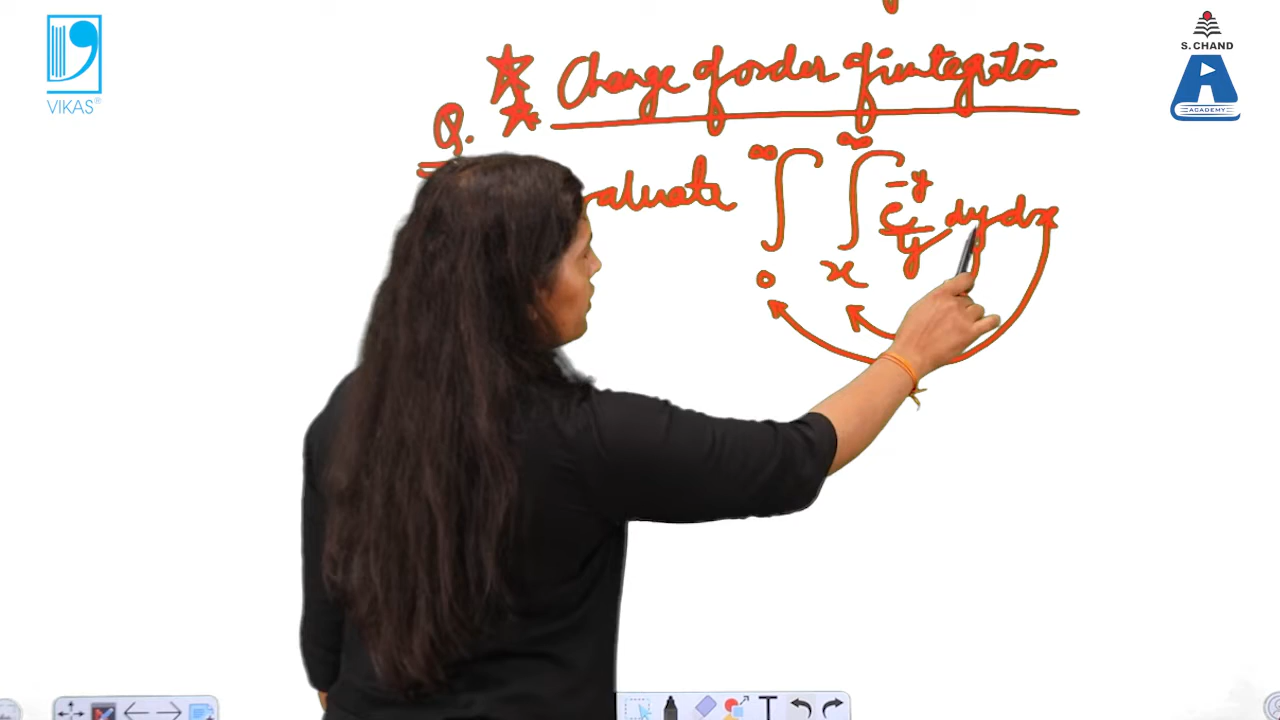 VIKAS®
S. CHAND
ACADEMY
Change of order of integration
Q.
aluate ∫₀^∞ ∫ₓ^∞ e^{-y}/y dy dx
T